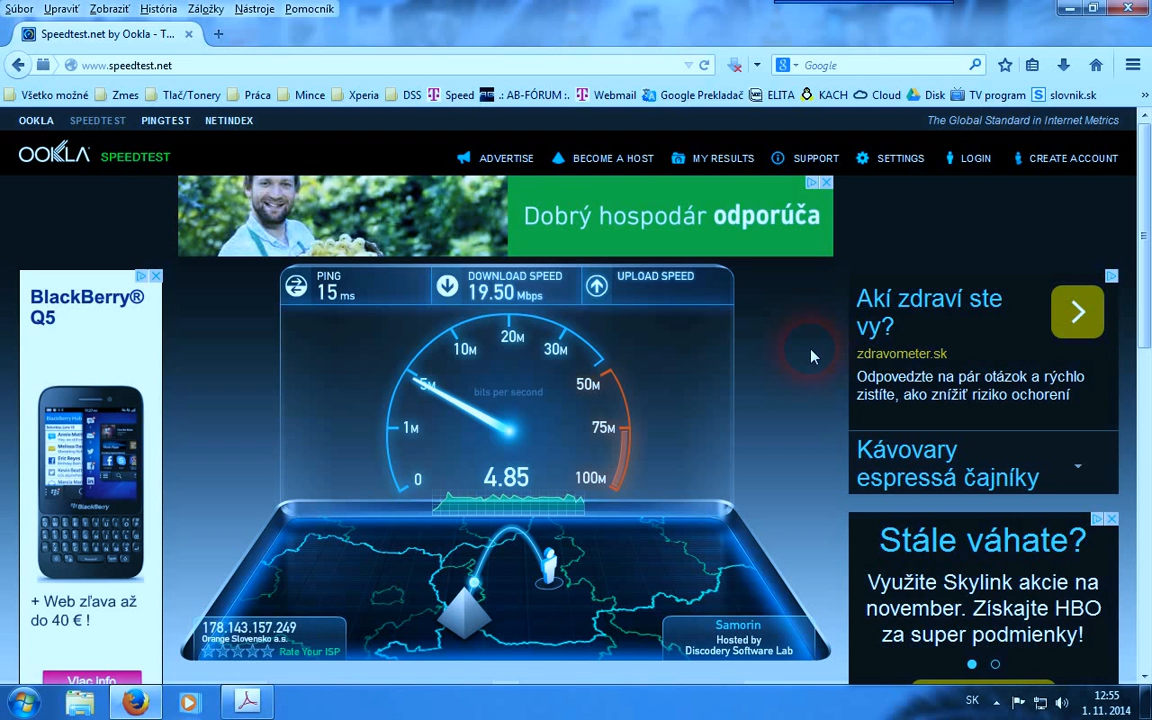 Súbor Upraviť Zobraziť História Záložky Nástroje Pomocník
Speedtest.net by Ookla - T...
www.speedtest.net
Google
Všetko možné Zmes Tlač/Tonery Práca Mince Xperia DSS Speed .: AB-FÓRUM :. Webmail Google Prekladač ELITA KACH Cloud Disk TV program slovnik.sk
OOKLA SPEEDTEST PINGTEST NETINDEX
The Global Standard in Internet Metrics
OOKLA SPEEDTEST
ADVERTISE BECOME A HOST MY RESULTS SUPPORT SETTINGS LOGIN CREATE ACCOUNT
Dobrý hospodár odporúča
PING
15 ms
DOWNLOAD SPEED
19.50 Mbps
UPLOAD SPEED
BlackBerry®
Q5
+ Web zľava až
do 40 € !
Viac info
0
1M
5M
10M
20M
30M
50M
75M
100M
bits per second
4.85
178.143.157.249
Orange Slovensko a.s.
Rate Your ISP
Samorin
Hosted by
Discodery Software Lab
Akí zdraví ste
vy?
zdravometer.sk
Odpovedzte na pár otázok a rýchlo
zistíte, ako znížiť riziko ochorení
Kávovary
espressá čajníky
Stále váhate?
Využite Skylink akcie na
november. Získajte HBO
za super podmienky!
SK
12:55
1. 11. 2014